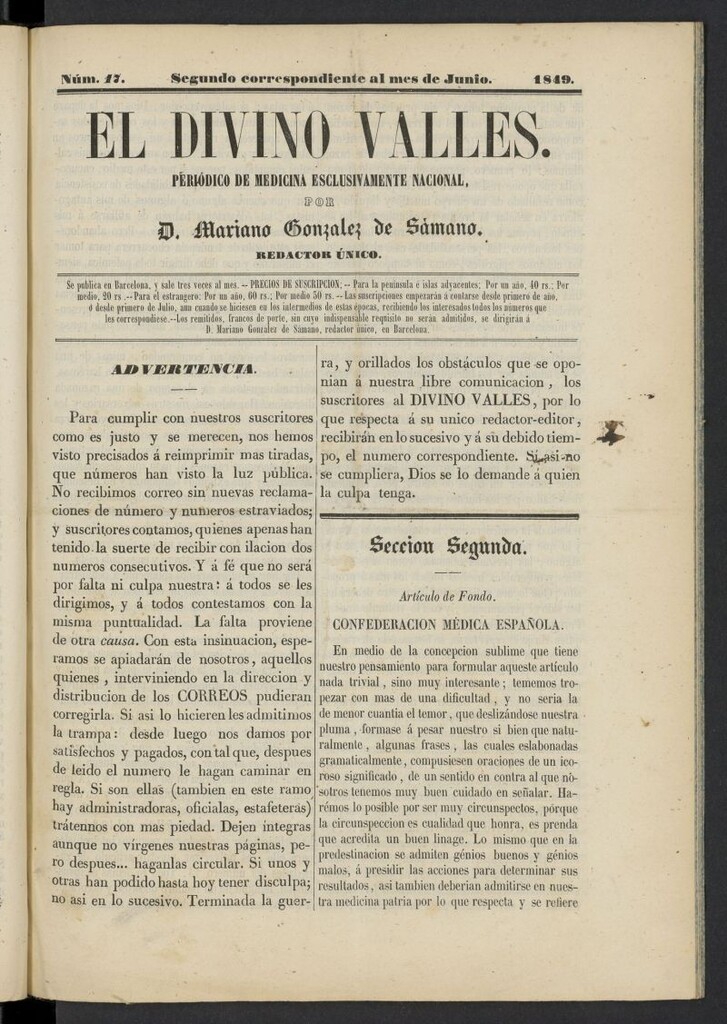 Núm. 17. Segundo correspondiente al mes de Junio. 1849.
EL DIVINO VALLES.
PERIÓDICO DE MEDICINA ESCLUSIVAMENTE NACIONAL,
POR
D. Mariano Gonzalez de Sámano.
REDACTOR ÚNICO.
Se publica en Barcelona, y sale tres veces al mes. -- PRECIOS DE SUSCRIPCION: -- Para la península e islas adyacentes: Por un año, 40 rs.: Por
medio, 20 rs .--Para el estrangero: Por un año, 60 rs.: Por medio 50 rs. -- Las suscripciones empezarán á contarse desde primero de año,
ó desde primero de Julio, aun cuando se hiciesen en los intermedios de estas épocas, recibiendo los interesados todos los números que
les correspondiese.--Los remitidos, francos de porte, sin cuyo indispensable requisito no serán admitidos, se dirigirán á
D. Mariano Gonzalez de Sámano, redactor único, en Barcelona.
ADVERTENCIA.
Para cumplir con nuestros suscritores
como es justo y se merecen, nos hemos
visto precisados á reimprimir mas tiradas,
que números han visto la luz pública.
No recibimos correo sin nuevas reclama-
ciones de número y numeros estraviados;
y suscritores contamos, quienes apenas han
tenido la suerte de recibir con ilacion dos
numeros consecutivos. Y á fé que no será
por falta ni culpa nuestra: á todos se les
dirigimos, y á todos contestamos con la
misma puntualidad. La falta proviene
de otra causa. Con esta insinuacion, espe-
ramos se apiadarán de nosotros, aquellos
quienes, interviniendo en la direccion y
distribucion de los CORREOS pudieran
corregirla. Si asi lo hicieren les admitimos
la trampa: desde luego nos damos por
satisfechos y pagados, con tal que, despues
de leido el numero le hagan caminar en
regla. Si son ellas (tambien en este ramo
hay administradoras, oficialas, estafeteras)
trátennos con mas piedad. Dejen integras
aunque no vírgenes nuestras páginas, pe-
ro despues... haganlas circular. Si unos y
otras han podido hasta hoy tener disculpa;
no asi en lo sucesivo. Terminada la guer-
ra, y orillados los obstáculos que se opo-
nian á nuestra libre comunicacion, los
suscritores al DIVINO VALLES, por lo
que respecta á su unico redactor-editor,
recibirán en lo sucesivo y á su debido tiem-
po, el numero correspondiente. Si asi no
se cumpliera, Dios se lo demande á quien
la culpa tenga.
Seccion Segunda.
Artículo de Fondo.
CONFEDERACION MÉDICA ESPAÑOLA.
En medio de la concepcion sublime que tiene
nuestro pensamiento para formular aqueste artículo
nada trivial, sino muy interesante; tememos tro-
pezar con mas de una dificultad, y no seria la
de menor cuantia el temor, que deslizándose nuestra
pluma, formase á pesar nuestro si bien que natu-
ralmente, algunas frases, las cuales eslabonadas
gramaticalmente, compusiesen oraciones de un ico-
roso significado, de un sentido en contra al que nó-
sotros tenemos muy buen cuidado en señalar. Ha-
rémos lo posible por ser muy circunspectos, pórque
la circunspeccion es cualidad que honra, es prenda
que acredita un buen linage. Lo mismo que en la
predestinacion se admiten génios buenos y génios
malos, á presidir las acciones para determinar sus
resultados, asi tambien deberian admitirse en nues-
tra medicina patria por lo que respecta y se refiere